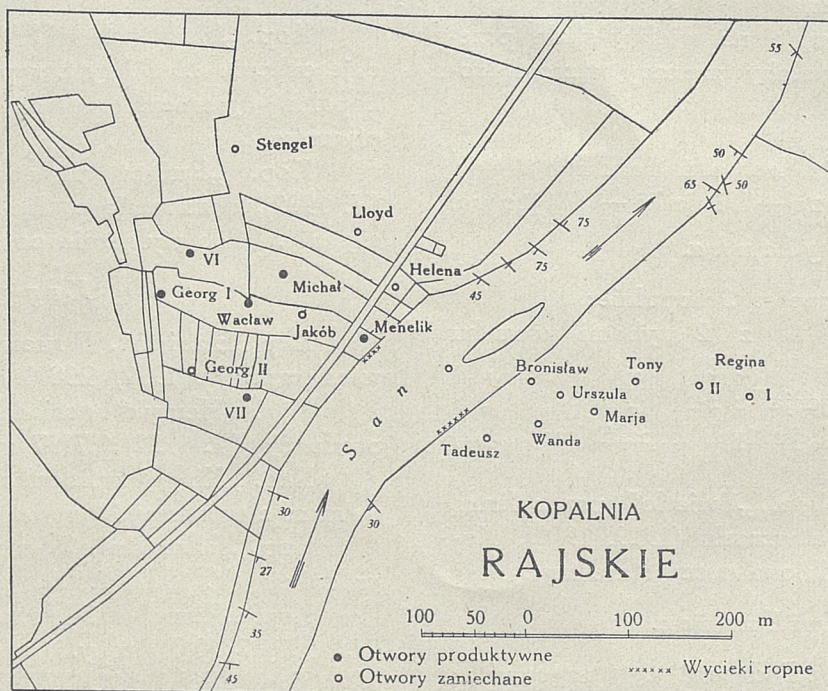 55
50
65
50
Stengel
Lloyd
75
VI
75
Helena
45
Georg I
Michał
Wacław
Jakób
Menelik
Georg II
VII
Bronisław
Tony
Regina
Urszula
II
I
Marja
Wanda
Tadeusz
San
30
30
27
35
45
KOPALNIA
RAJSKIE
100 50 0 100 200 m
Otwory produktywne
Otwory zaniechane
Wycieki ropne